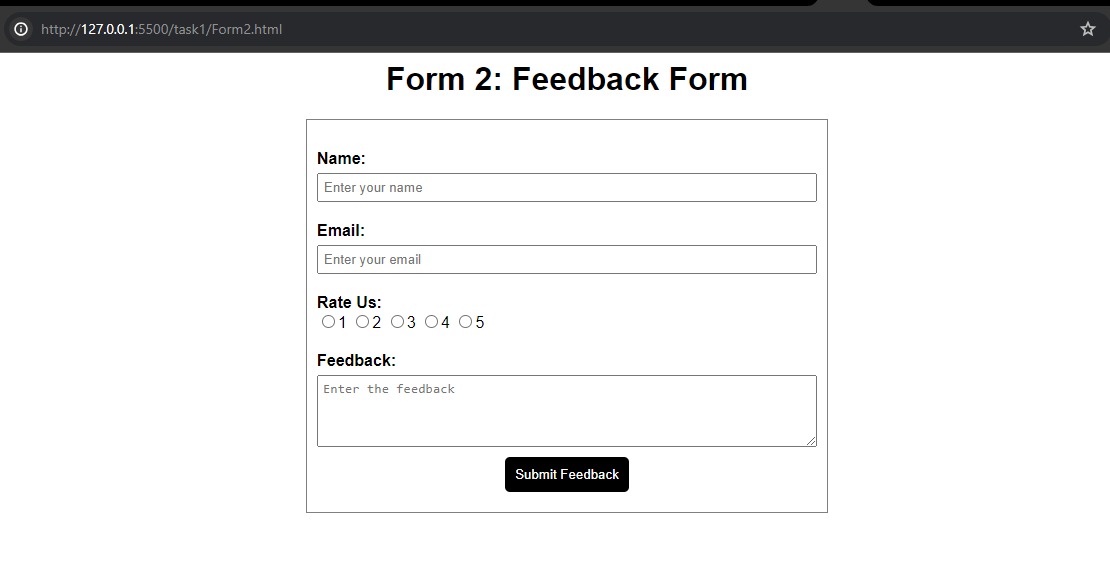 http://127.0.0.1:5500/task1/Form2.html
Form 2: Feedback Form
Name:
Enter your name
Email:
Enter your email
Rate Us:
1 2 3 4 5
Feedback:
Enter the feedback
Submit Feedback